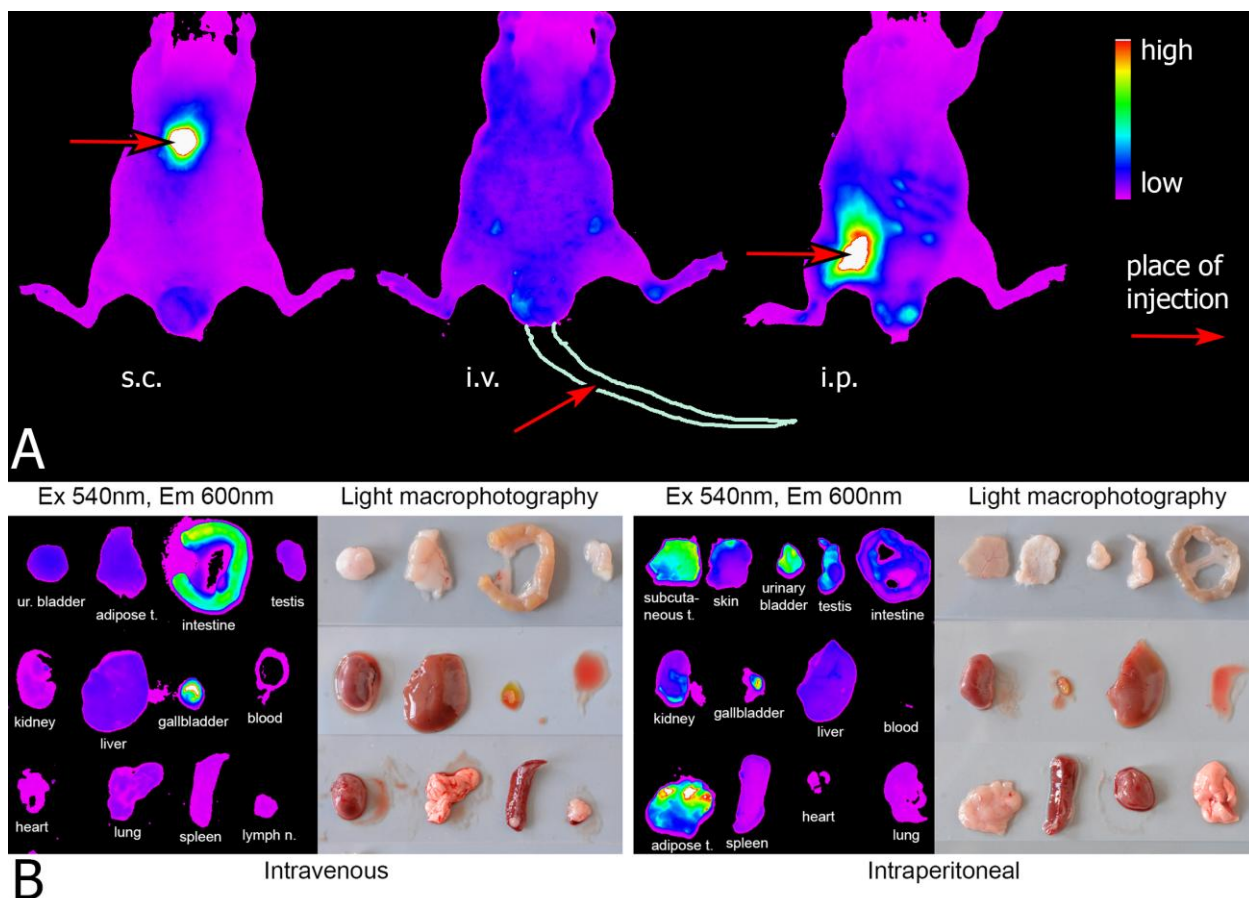 high
low
place of
injection
s.c.
i.v.
i.p.
A
Ex 540nm, Em 600nm
Light macrophotography
Ex 540nm, Em 600nm
Light macrophotography
ur. bladder
adipose t.
intestine
testis
kidney
liver
gallbladder
blood
heart
lung
spleen
lymph n.
subcuta-
neous t.
skin
urinary
bladder
testis
intestine
kidney
gallbladder
liver
blood
adipose t.
spleen
heart
lung
B
Intravenous
Intraperitoneal